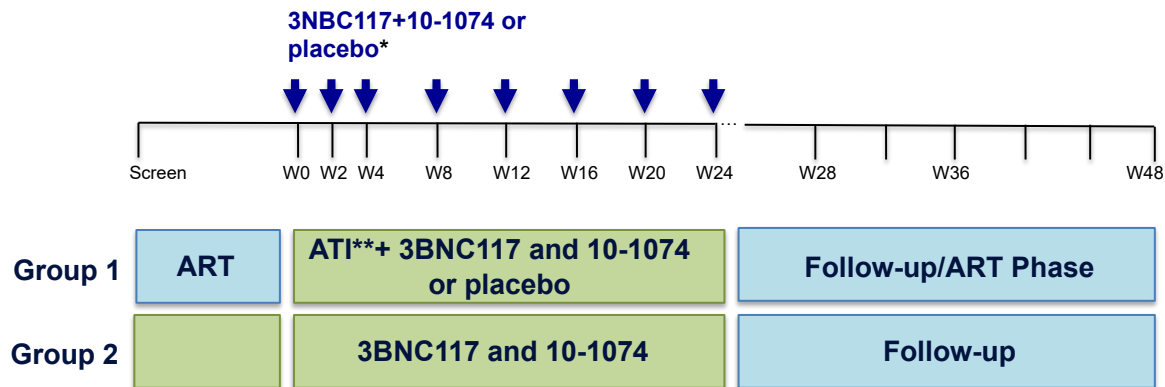 3NBC117+10-1074 or
placebo*
...
Screen W0 W2 W4 W8 W12 W16 W20 W24 W28 W36 W48
Group 1
ART
ATI**+ 3BNC117 and 10-1074
or placebo
Follow-up/ART Phase
Group 2
3BNC117 and 10-1074
Follow-up